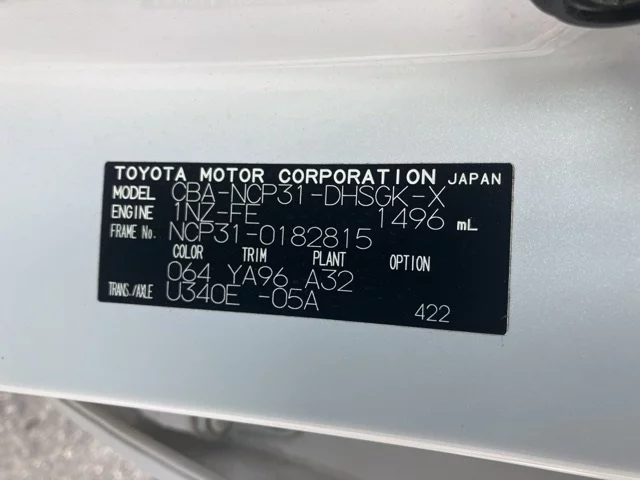 TOYOTA MOTOR CORPORATION JAPAN
MODEL CBA-NCP31-DHSGK-X
ENGINE 1NZ-FE 1496 mL
FRAME No. NCP31-0182815
COLOR TRIM PLANT OPTION
064 YA96 A32
TRANS./AXLE U340E -05A
422